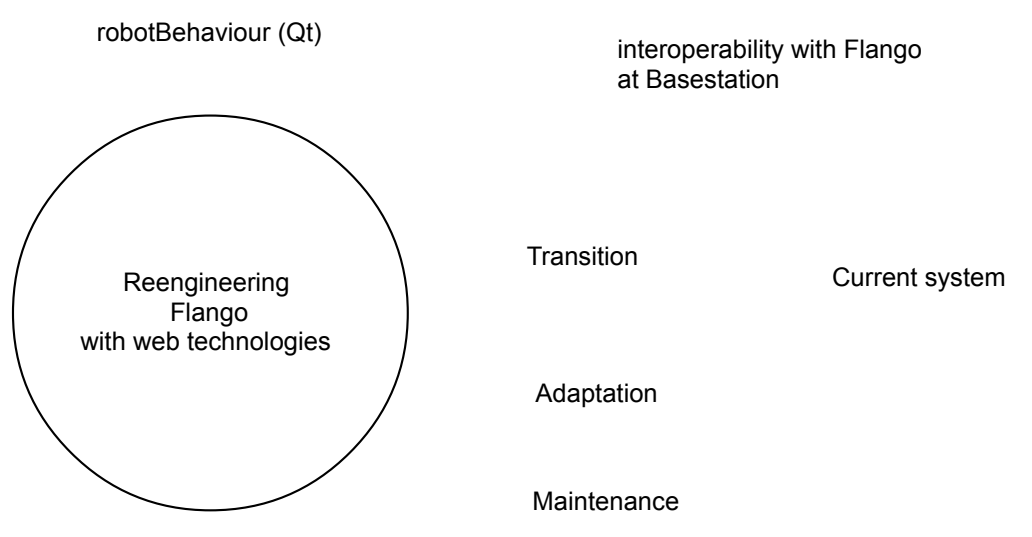 robotBehaviour (Qt)
interoperability with Flango
at Basestation
Reengineering
Flango
with web technologies
Transition
Current system
Adaptation
Maintenance